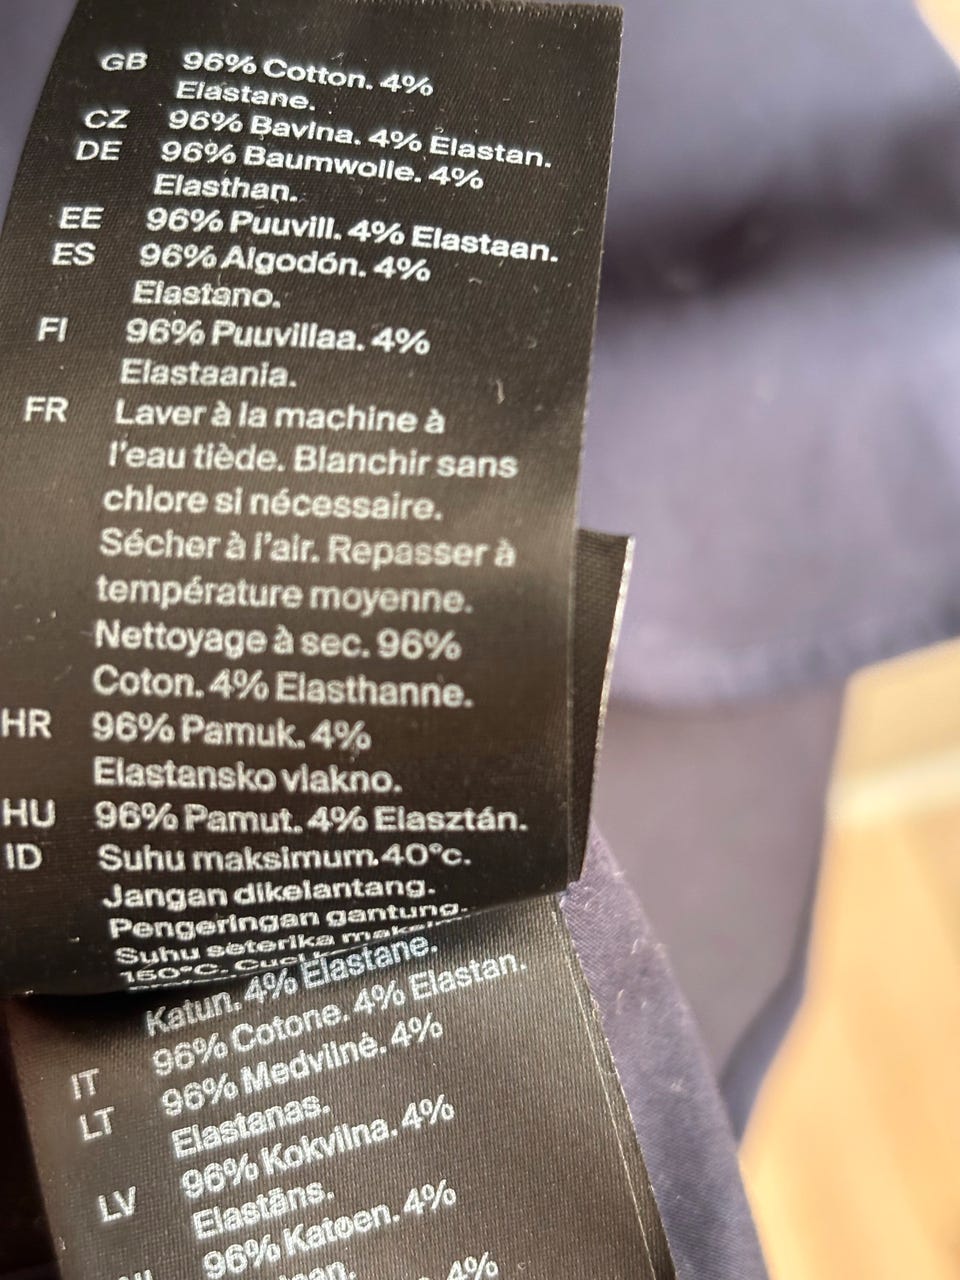 GB 96% Cotton. 4%
Elastane.
CZ 96% Bavlna. 4% Elastan.
DE 96% Baumwolle. 4%
Elasthan.
EE 96% Puuvill. 4% Elastaan.
ES 96% Algodón. 4%
Elastano.
FI 96% Puuvillaa. 4%
Elastaania.
FR Laver à la machine à
l'eau tiède. Blanchir sans
chlore si nécessaire.
Sécher à l'air. Repasser à
température moyenne.
Nettoyage à sec. 96%
Coton. 4% Elasthanne.
HR 96% Pamuk. 4%
Elastansko vlakno.
HU 96% Pamut. 4% Elasztán.
ID Suhu maksimum.40°c.
Jangan dikelantang.
Pengeringan gantung.
Suhu seterika
150°C.
Katun. 4% Elastane.
IT 96% Cotone. 4% Elastan.
LT 96% Medvilnė. 4%
Elastanas.
LV 96% Kokvilna. 4%
Elastāns.
96% Katoen. 4%
4%